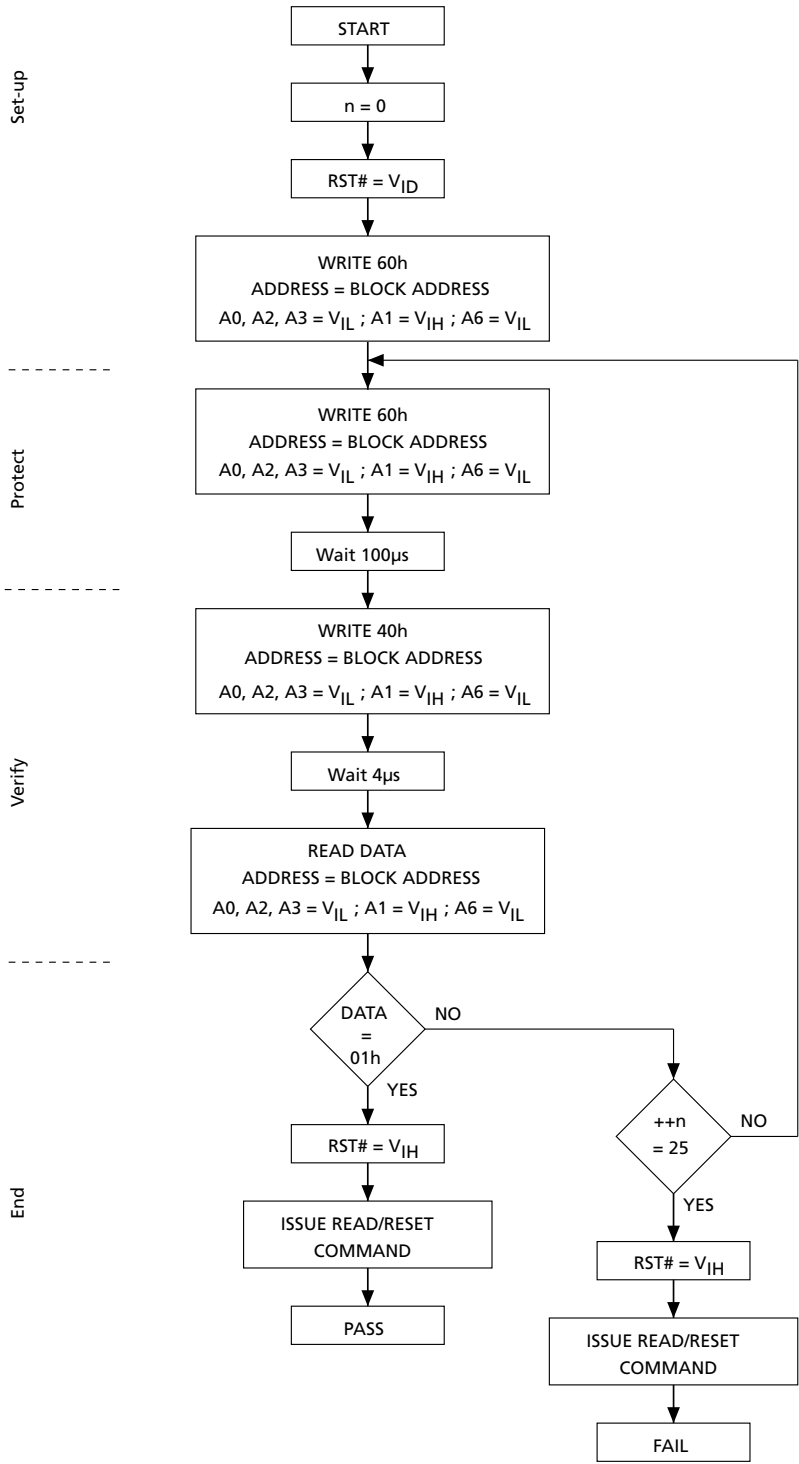 Set-up
START
n = 0
RST# = VID
WRITE 60h
ADDRESS = BLOCK ADDRESS
A0, A2, A3 = VIL ; A1 = VIH ; A6 = VIL
Protect
WRITE 60h
ADDRESS = BLOCK ADDRESS
A0, A2, A3 = VIL ; A1 = VIH ; A6 = VIL
Wait 100µs
Verify
WRITE 40h
ADDRESS = BLOCK ADDRESS
A0, A2, A3 = VIL ; A1 = VIH ; A6 = VIL
Wait 4µs
READ DATA
ADDRESS = BLOCK ADDRESS
A0, A2, A3 = VIL ; A1 = VIH ; A6 = VIL
End
DATA
=
01h
NO
YES
RST# = VIH
ISSUE READ/RESET
COMMAND
PASS
++n
= 25
NO
YES
RST# = VIH
ISSUE READ/RESET
COMMAND
FAIL